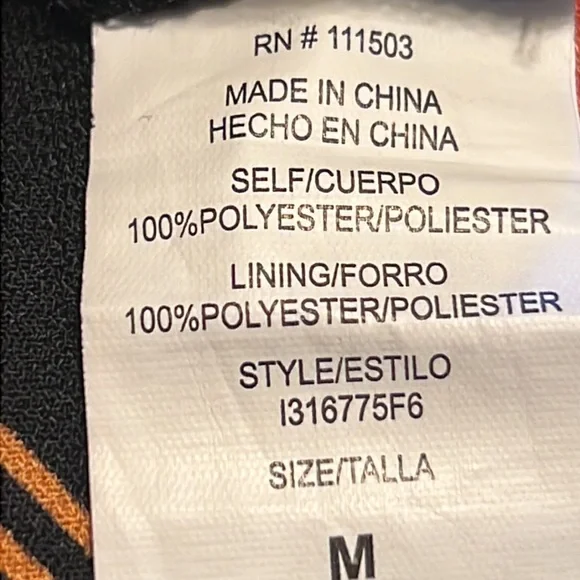 RN # 111503
MADE IN CHINA
HECHO EN CHINA
SELF/CUERPO
100%POLYESTER/POLIESTER
LINING/FORRO
100%POLYESTER/POLIESTER
STYLE/ESTILO
I316775F6
SIZE/TALLA
M